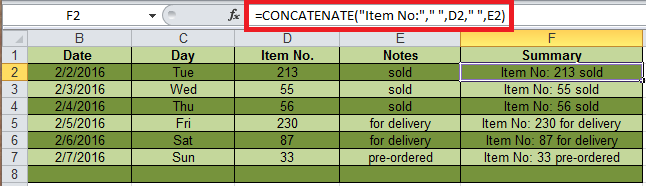 F2 fx =CONCATENATE("Item No:"," ",D2," ",E2)
B C D E F
1 Date Day Item No. Notes Summary
2 2/2/2016 Tue 213 sold Item No: 213 sold
3 2/3/2016 Wed 55 sold Item No: 55 sold
4 2/4/2016 Thu 56 sold Item No: 56 sold
5 2/5/2016 Fri 230 for delivery Item No: 230 for delivery
6 2/6/2016 Sat 87 for delivery Item No: 87 for delivery
7 2/7/2016 Sun 33 pre-ordered Item No: 33 pre-ordered
8